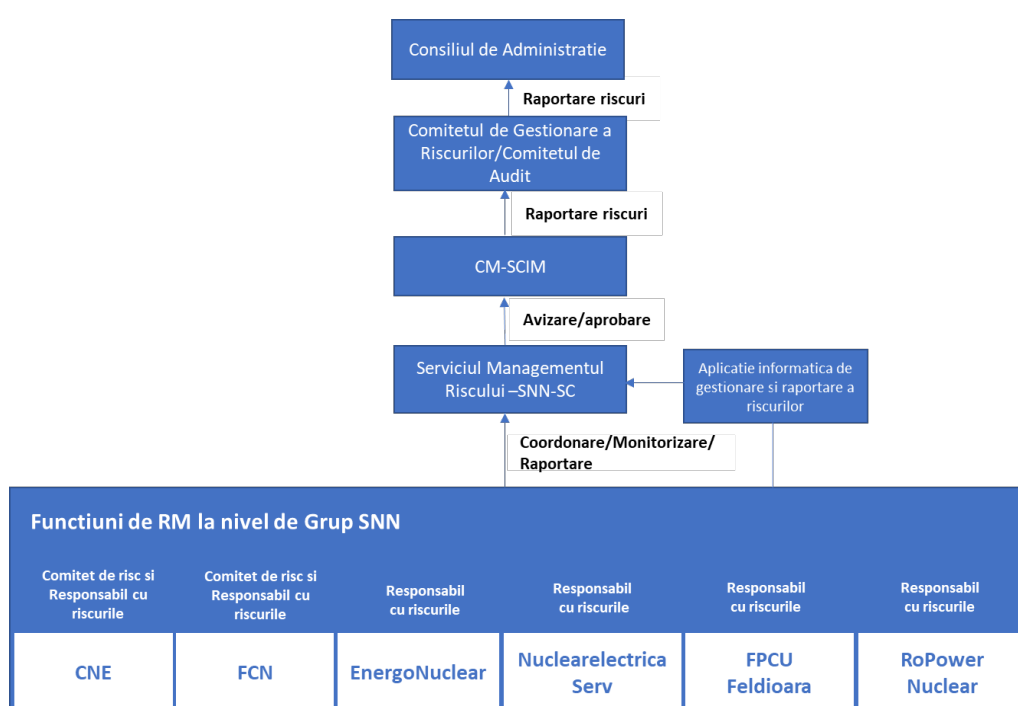 Consiliul de Administratie
Raportare riscuri
Comitetul de Gestionare a
Riscurilor/Comitetul de
Audit
Raportare riscuri
CM-SCIM
Avizare/aprobare
Serviciul Managementul
Riscului –SNN-SC
Aplicatie informatica de
gestionare si raportare a
riscurilor
Coordonare/Monitorizare/
Raportare
Functiuni de RM la nivel de Grup SNN
Comitet de risc si
Responsabil cu
riscurile
Comitet de risc si
Responsabil cu
riscurile
Responsabil
cu riscurile
Responsabil
cu riscurile
Responsabil
cu riscurile
Responsabil
cu riscurile
CNE
FCN
EnergoNuclear
Nuclearelectrica
Serv
FPCU
Feldioara
RoPower
Nuclear